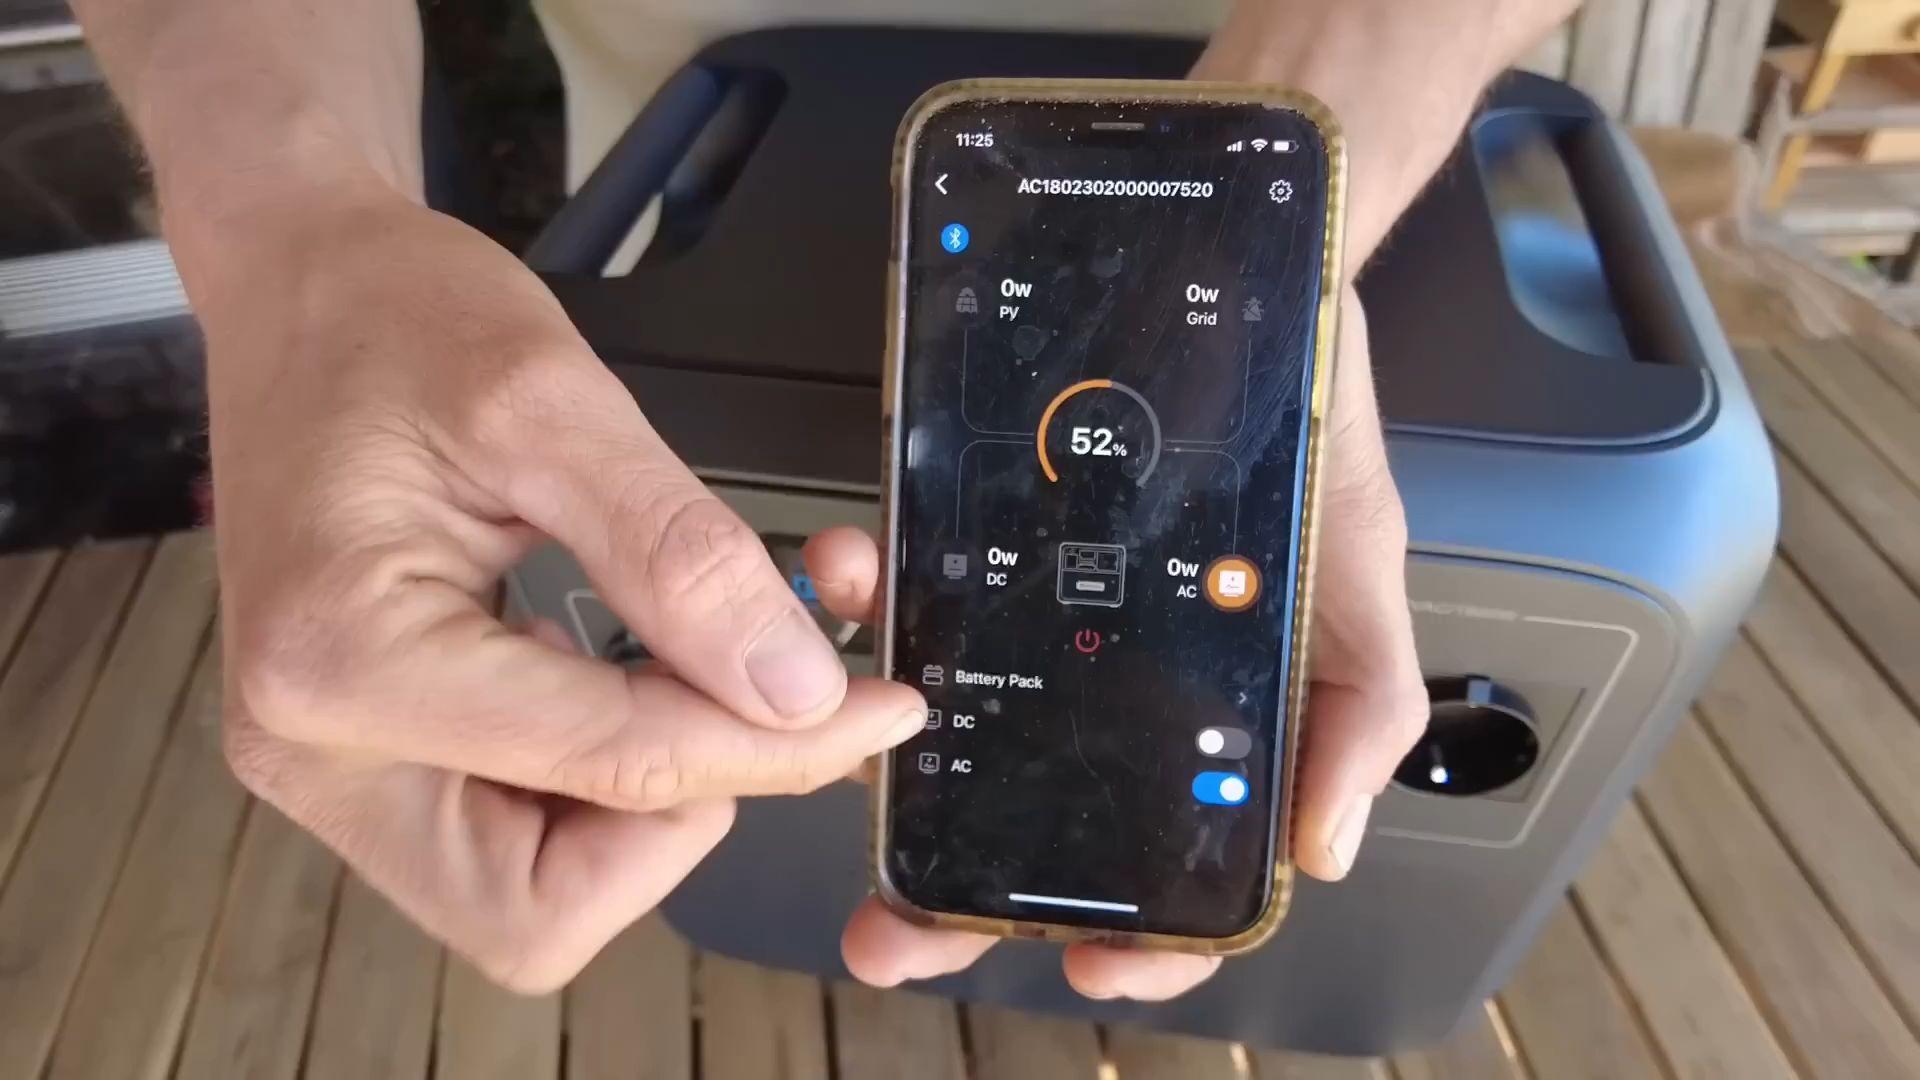 11:25
AC1802302000007520
0w
PV
0w
Grid
52%
0w
DC
0w
AC
Battery Pack
DC
AC